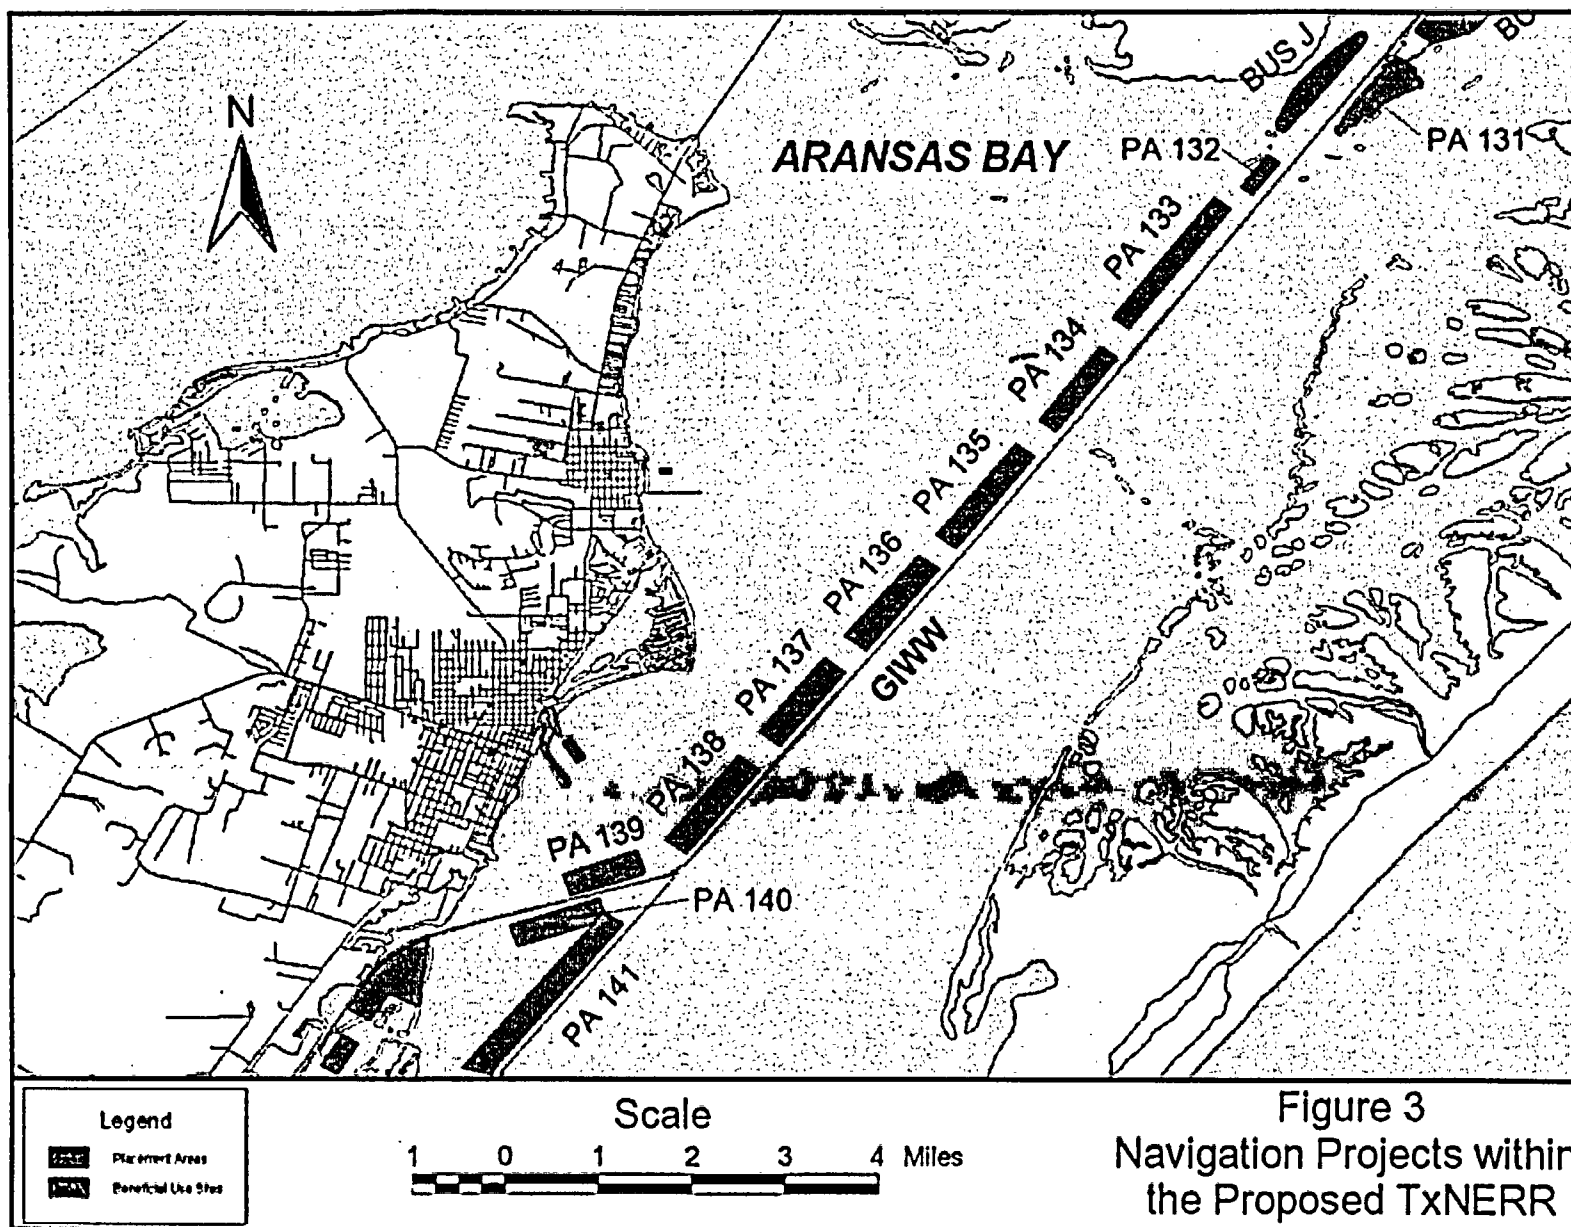 BUS J
BU
N
ARANSAS BAY
PA 132
PA 131
PA 133
PA 134
PA 135
PA 136
PA 137
GIWW
PA 138
PA 139
PA 140
PA 141
Legend
Placement Areas
Beneficial Use Sites
Scale
1 0 1 2 3 4 Miles
Figure 3
Navigation Projects within
the Proposed TxNERR